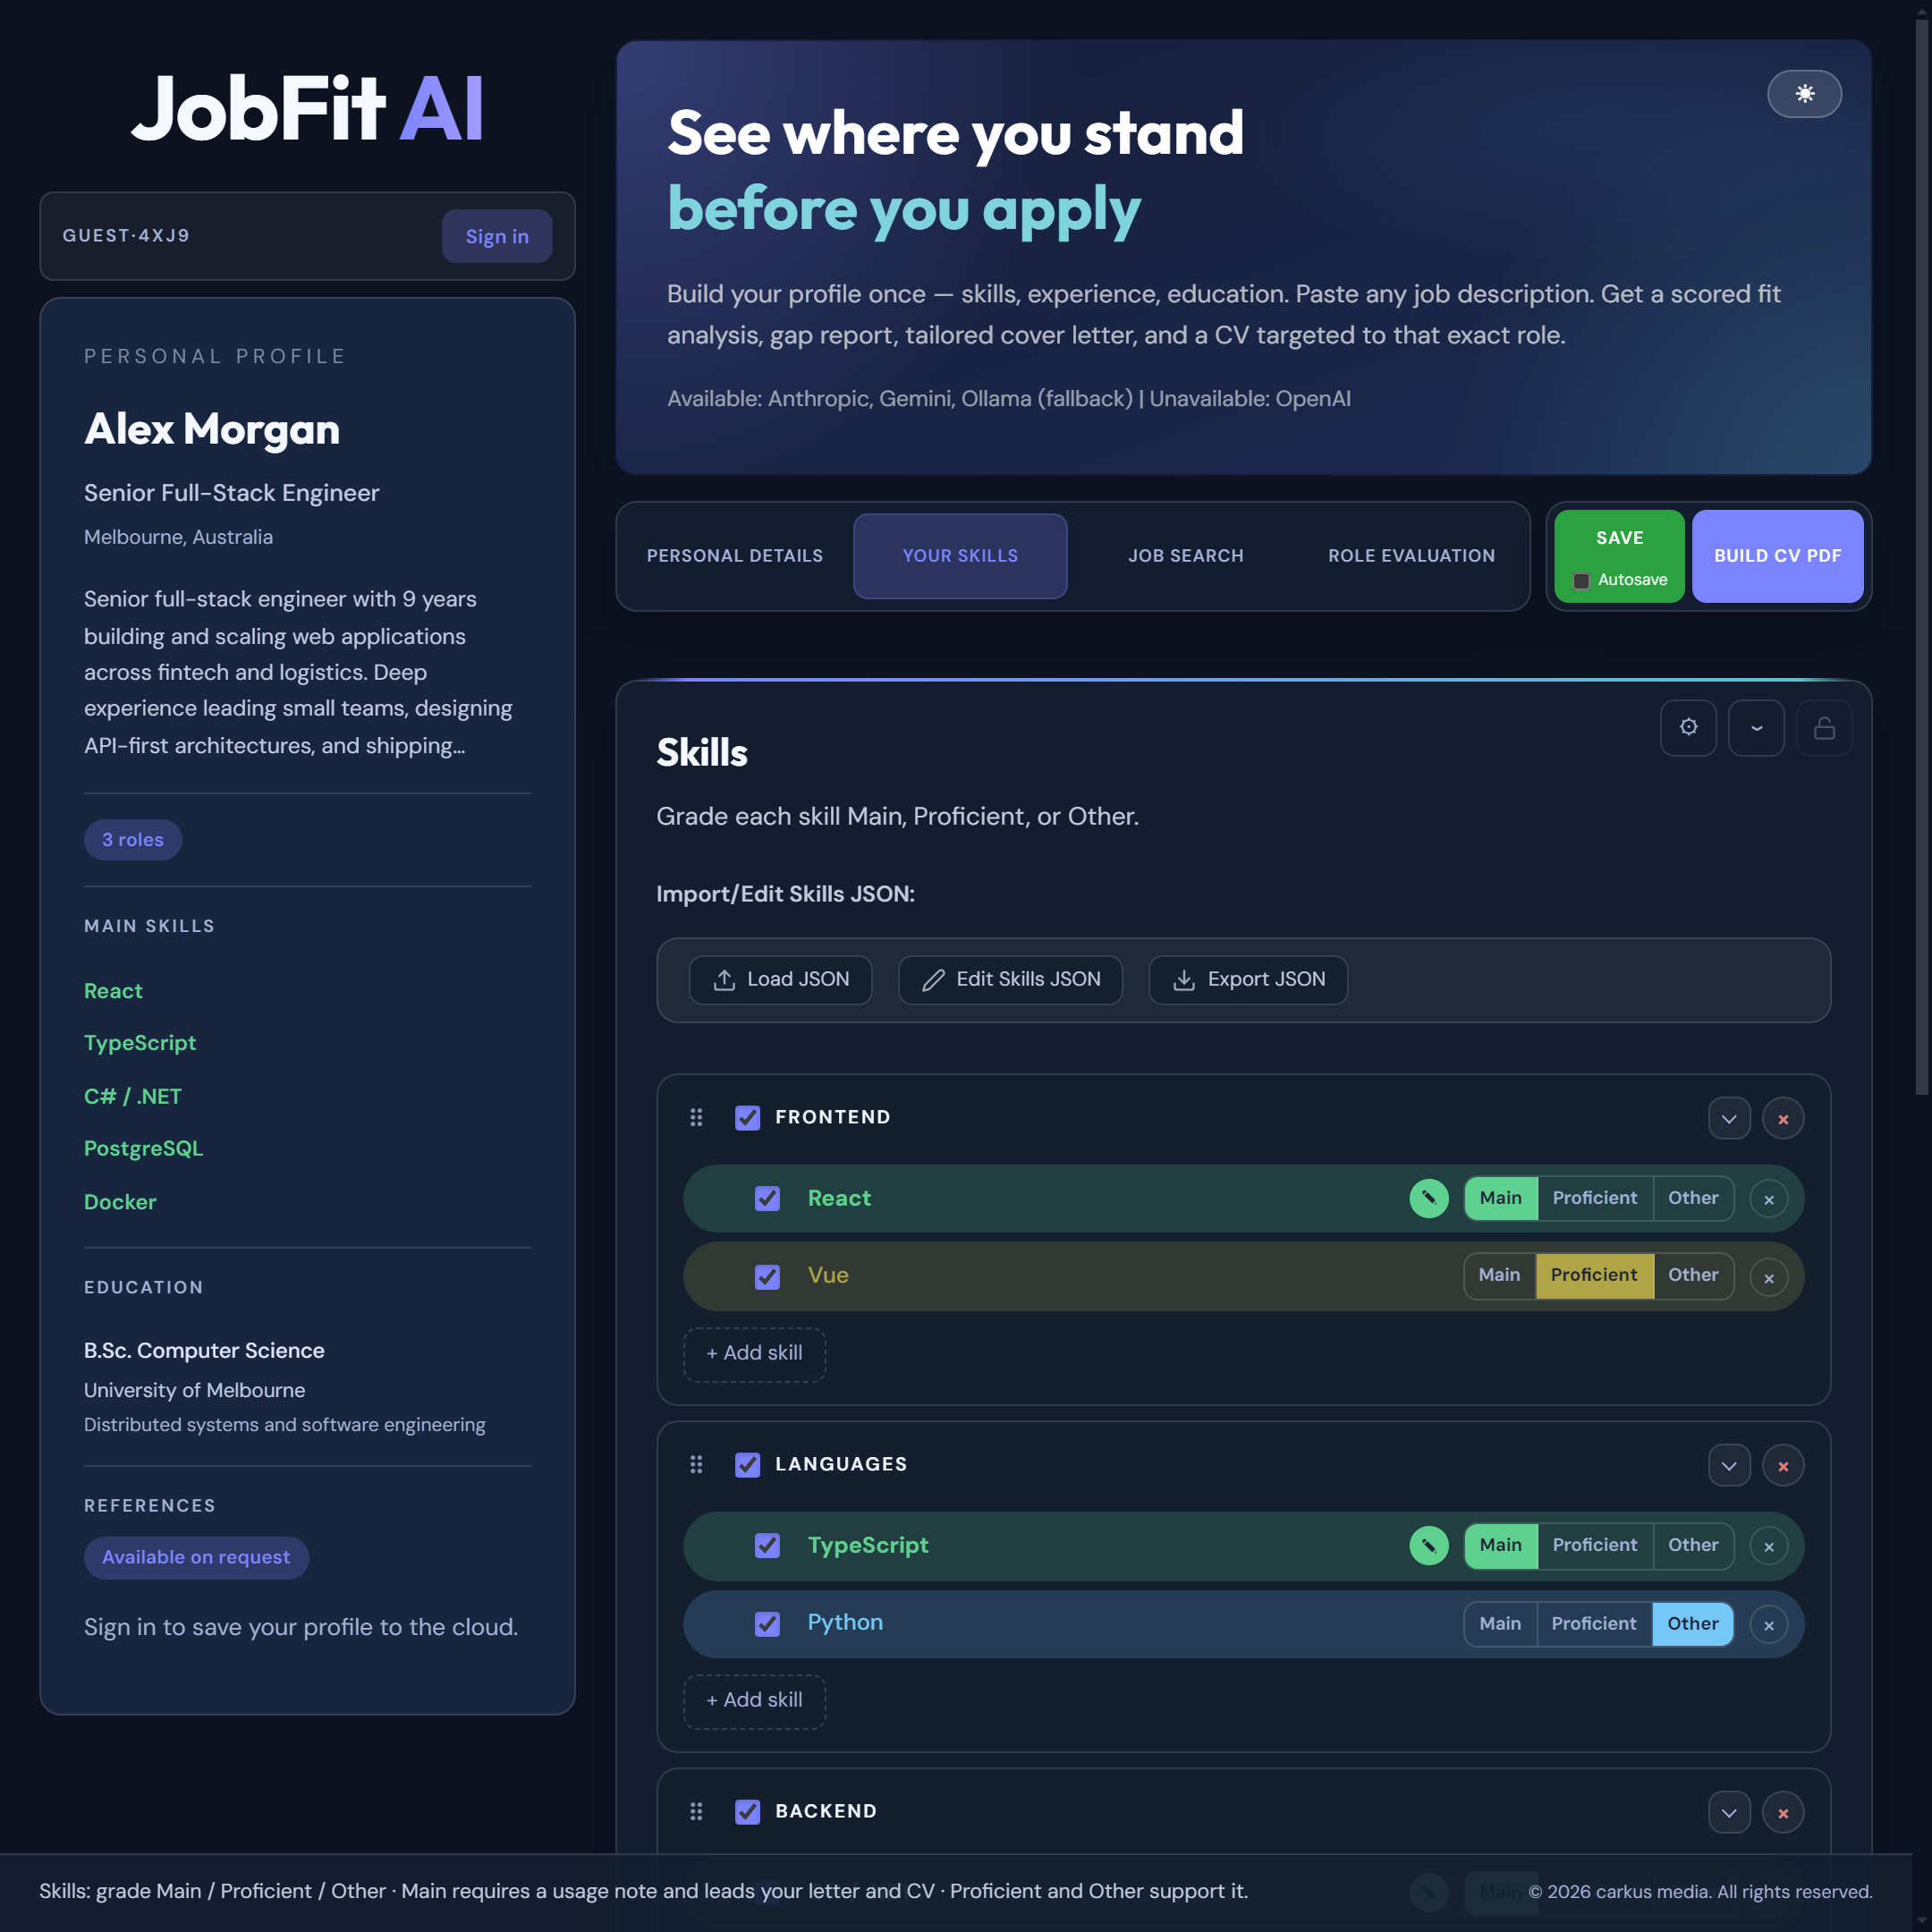 JobFit AI
GUEST·4XJ9
Sign in
PERSONAL PROFILE
Alex Morgan
Senior Full-Stack Engineer
Melbourne, Australia
Senior full-stack engineer with 9 years
building and scaling web applications
across fintech and logistics. Deep
experience leading small teams, designing
API-first architectures, and shipping…
3 roles
MAIN SKILLS
React
TypeScript
C# / .NET
PostgreSQL
Docker
EDUCATION
B.Sc. Computer Science
University of Melbourne
Distributed systems and software engineering
REFERENCES
Available on request
Sign in to save your profile to the cloud.
See where you stand
before you apply
Build your profile once — skills, experience, education. Paste any job description. Get a scored fit
analysis, gap report, tailored cover letter, and a CV targeted to that exact role.
Available: Anthropic, Gemini, Ollama (fallback) | Unavailable: OpenAI
PERSONAL DETAILS
YOUR SKILLS
JOB SEARCH
ROLE EVALUATION
SAVE
Autosave
BUILD CV PDF
Skills
Grade each skill Main, Proficient, or Other.
Import/Edit Skills JSON:
Load JSON
Edit Skills JSON
Export JSON
FRONTEND
React
Main Proficient Other
Vue
Main Proficient Other
+ Add skill
LANGUAGES
TypeScript
Main Proficient Other
Python
Main Proficient Other
+ Add skill
BACKEND
Main
Skills: grade Main / Proficient / Other · Main requires a usage note and leads your letter and CV · Proficient and Other support it.
© 2026 carkus media. All rights reserved.